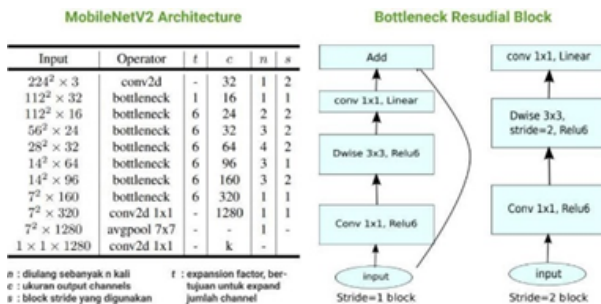 MobileNetV2 Architecture
Input Operator t c n s
224² × 3 conv2d - 32 1 2
112² × 32 bottleneck 1 16 1 1
112² × 16 bottleneck 6 24 2 2
56² × 24 bottleneck 6 32 3 2
28² × 32 bottleneck 6 64 4 2
14² × 64 bottleneck 6 96 3 1
14² × 96 bottleneck 6 160 3 2
7² × 160 bottleneck 6 320 1 1
7² × 320 conv2d 1x1 - 1280 1 1
7² × 1280 avgpool 7x7 - - 1 -
1 × 1 × 1280 conv2d 1x1 - k -
n : diulang sebanyak n kali
c : ukuran output channels
s : block stride yang digunakan
t : expansion factor, ber-
tujuan untuk expand
jumlah channel
Bottleneck Resudial Block
Add
conv 1x1, Linear
Dwise 3x3, Relu6
Conv 1x1, Relu6
input
Stride=1 block
conv 1x1, Linear
Dwise 3x3,
stride=2, Relu6
Conv 1x1, Relu6
input
Stride=2 block